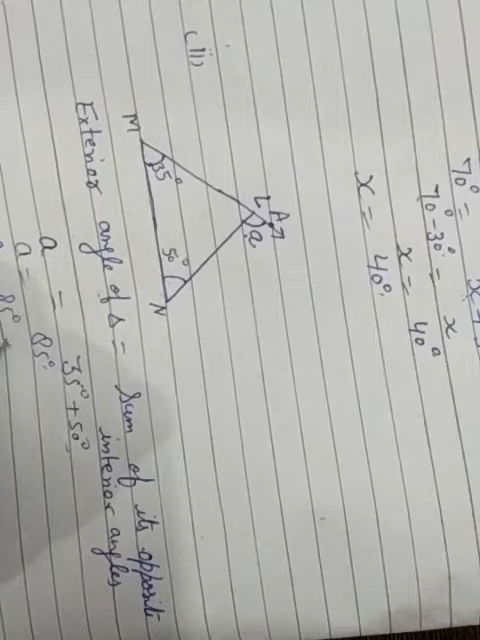 70° = x +
70° - 30° = x
x = 40°
x = 40°
(ii)
L
a
M 35° 50° N
Exterior angle of Δ = sum of its opposit
interior angles
a = 35° + 50°
a = 85°